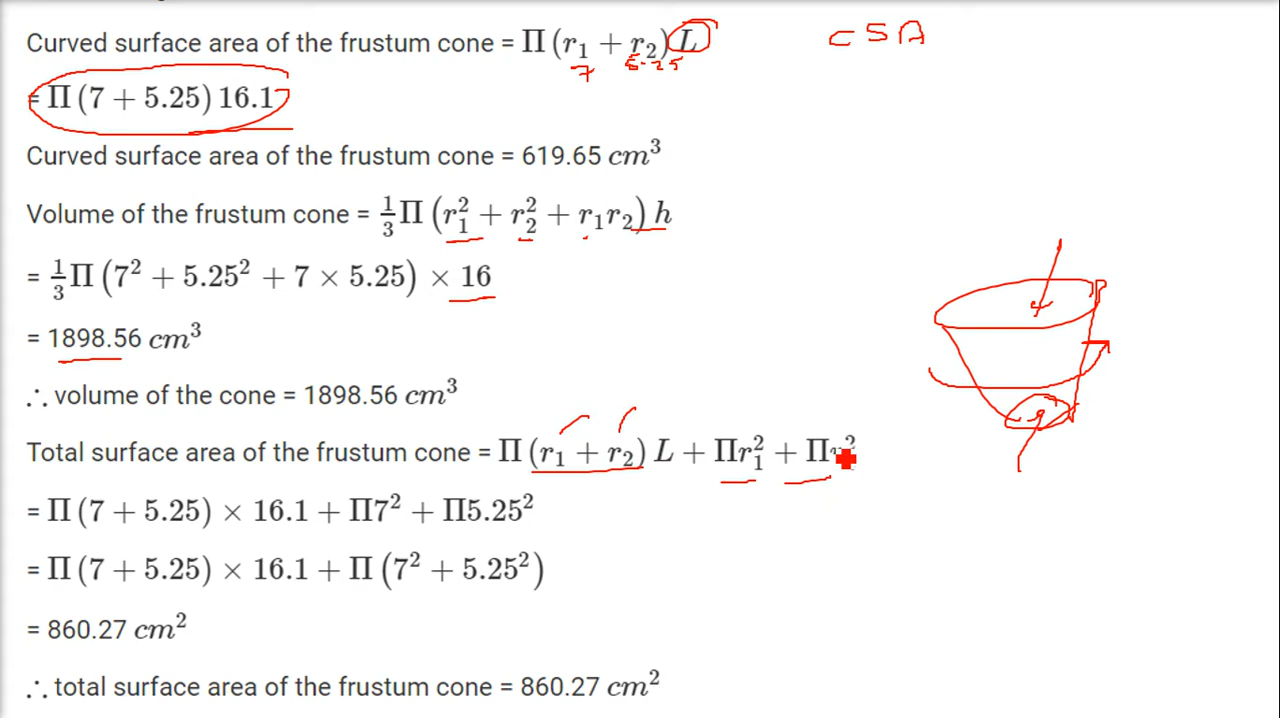 Curved surface area of the frustum cone = Π (r₁ + r₂) L CSA
7 5.25
= Π (7 + 5.25) 16.1
Curved surface area of the frustum cone = 619.65 cm³
Volume of the frustum cone = ⅓ Π (r₁² + r₂² + r₁r₂) h
= ⅓ Π (7² + 5.25² + 7 × 5.25) × 16
= 1898.56 cm³
∴ volume of the cone = 1898.56 cm³
Total surface area of the frustum cone = Π (r₁ + r₂) L + Πr₁² + Π
= Π (7 + 5.25) × 16.1 + Π7² + Π5.25²
= Π (7 + 5.25) × 16.1 + Π (7² + 5.25²)
= 860.27 cm²
∴ total surface area of the frustum cone = 860.27 cm²